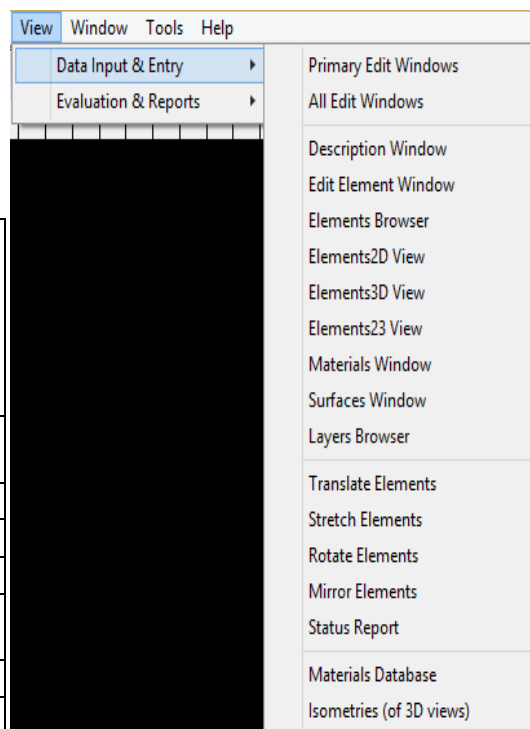 View Window Tools Help
Data Input & Entry
Evaluation & Reports
Primary Edit Windows
All Edit Windows
Description Window
Edit Element Window
Elements Browser
Elements2D View
Elements3D View
Elements23 View
Materials Window
Surfaces Window
Layers Browser
Translate Elements
Stretch Elements
Rotate Elements
Mirror Elements
Status Report
Materials Database
Isometries (of 3D views)